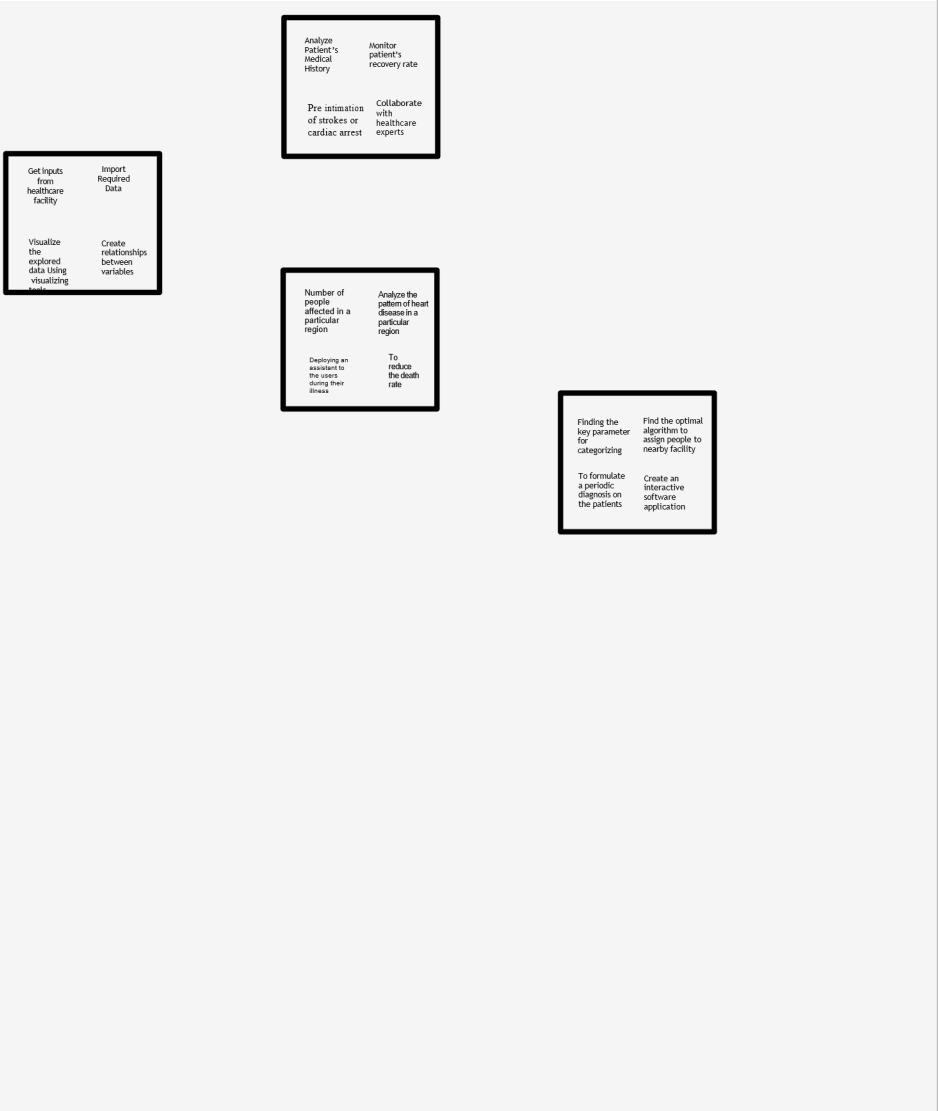 Analyze
Patient's
Medical
History
Monitor
patient's
recovery rate
Pre intimation
of strokes or
cardiac arrest
Collaborate
with
healthcare
experts
Get inputs
from
healthcare
facility
Import
Required
Data
Visualize
the
explored
data Using
visualizing
tools
Create
relationships
between
variables
Number of
people
affected in a
particular
region
Analyze the
pattern of heart
disease in a
particular
region
Deploying an
assistant to
the users
during their
illness
To
reduce
the death
rate
Finding the
key parameter
for
categorizing
Find the optimal
algorithm to
assign people to
nearby facility
To formulate
a periodic
diagnosis on
the patients
Create an
interactive
software
application